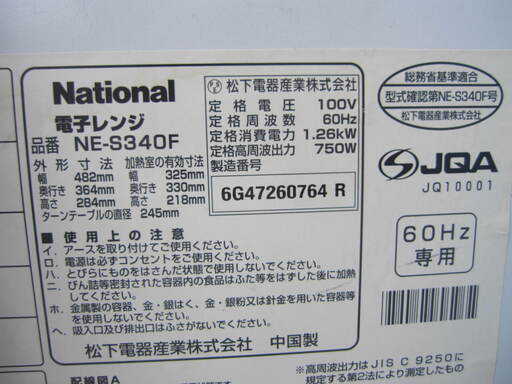 National
電子レンジ
品番 NE-S340F
外形寸法 加熱室の有効寸法
幅 482mm 幅 325mm
奥行き 364mm 奥行き 330mm
高さ 284mm 高さ 218mm
ターンテーブルの直径 245mm
松下電器産業株式会社
定格電圧 100V
定格周波数 60Hz
定格消費電力 1.26kW
定格高周波出力 750W
製造番号
6G47260764 R
■ 使用上の注意
イ. アースを取り付けてご使用ください。
ロ. 電源は必ずコンセントをご使用ください。
ハ. とびらにものをはさんだ状態で使用しないでください。
ニ. びん詰等密封された容器内の食品はふた等をはずした後に加熱
してください。
ホ. 金属製の容器、金・銀はく、金・銀粉又は針金を用いた容器等
を使用しないでください。
ヘ. 吸入口及び排出口はふさがないでください。
松下電器産業株式会社 中国製
総務省基準適合
型式確認第NE-S340F号
JQA
JQ10001
60Hz
専用
※高周波出力はJIS C 9250に
規定する第2法により測定したもの
配線図A